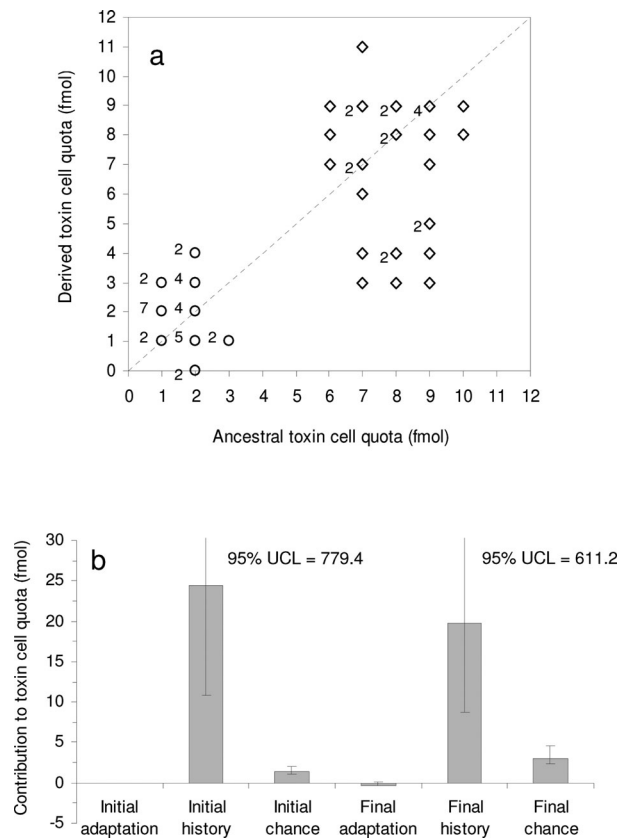 a
Derived toxin cell quota (fmol)
12
11
10
9
8
7
6
5
4
3
2
1
0
2 2 4
2
2
2
2
2
2 4
7 4
2 5 2
2
0 1 2 3 4 5 6 7 8 9 10 11 12
Ancestral toxin cell quota (fmol)
b
Contribution to toxin cell quota (fmol)
30
25
20
15
10
5
0
-5
95% UCL = 779.4
95% UCL = 611.2
Initial Initial Initial Final Final Final
adaptation history chance adaptation history chance